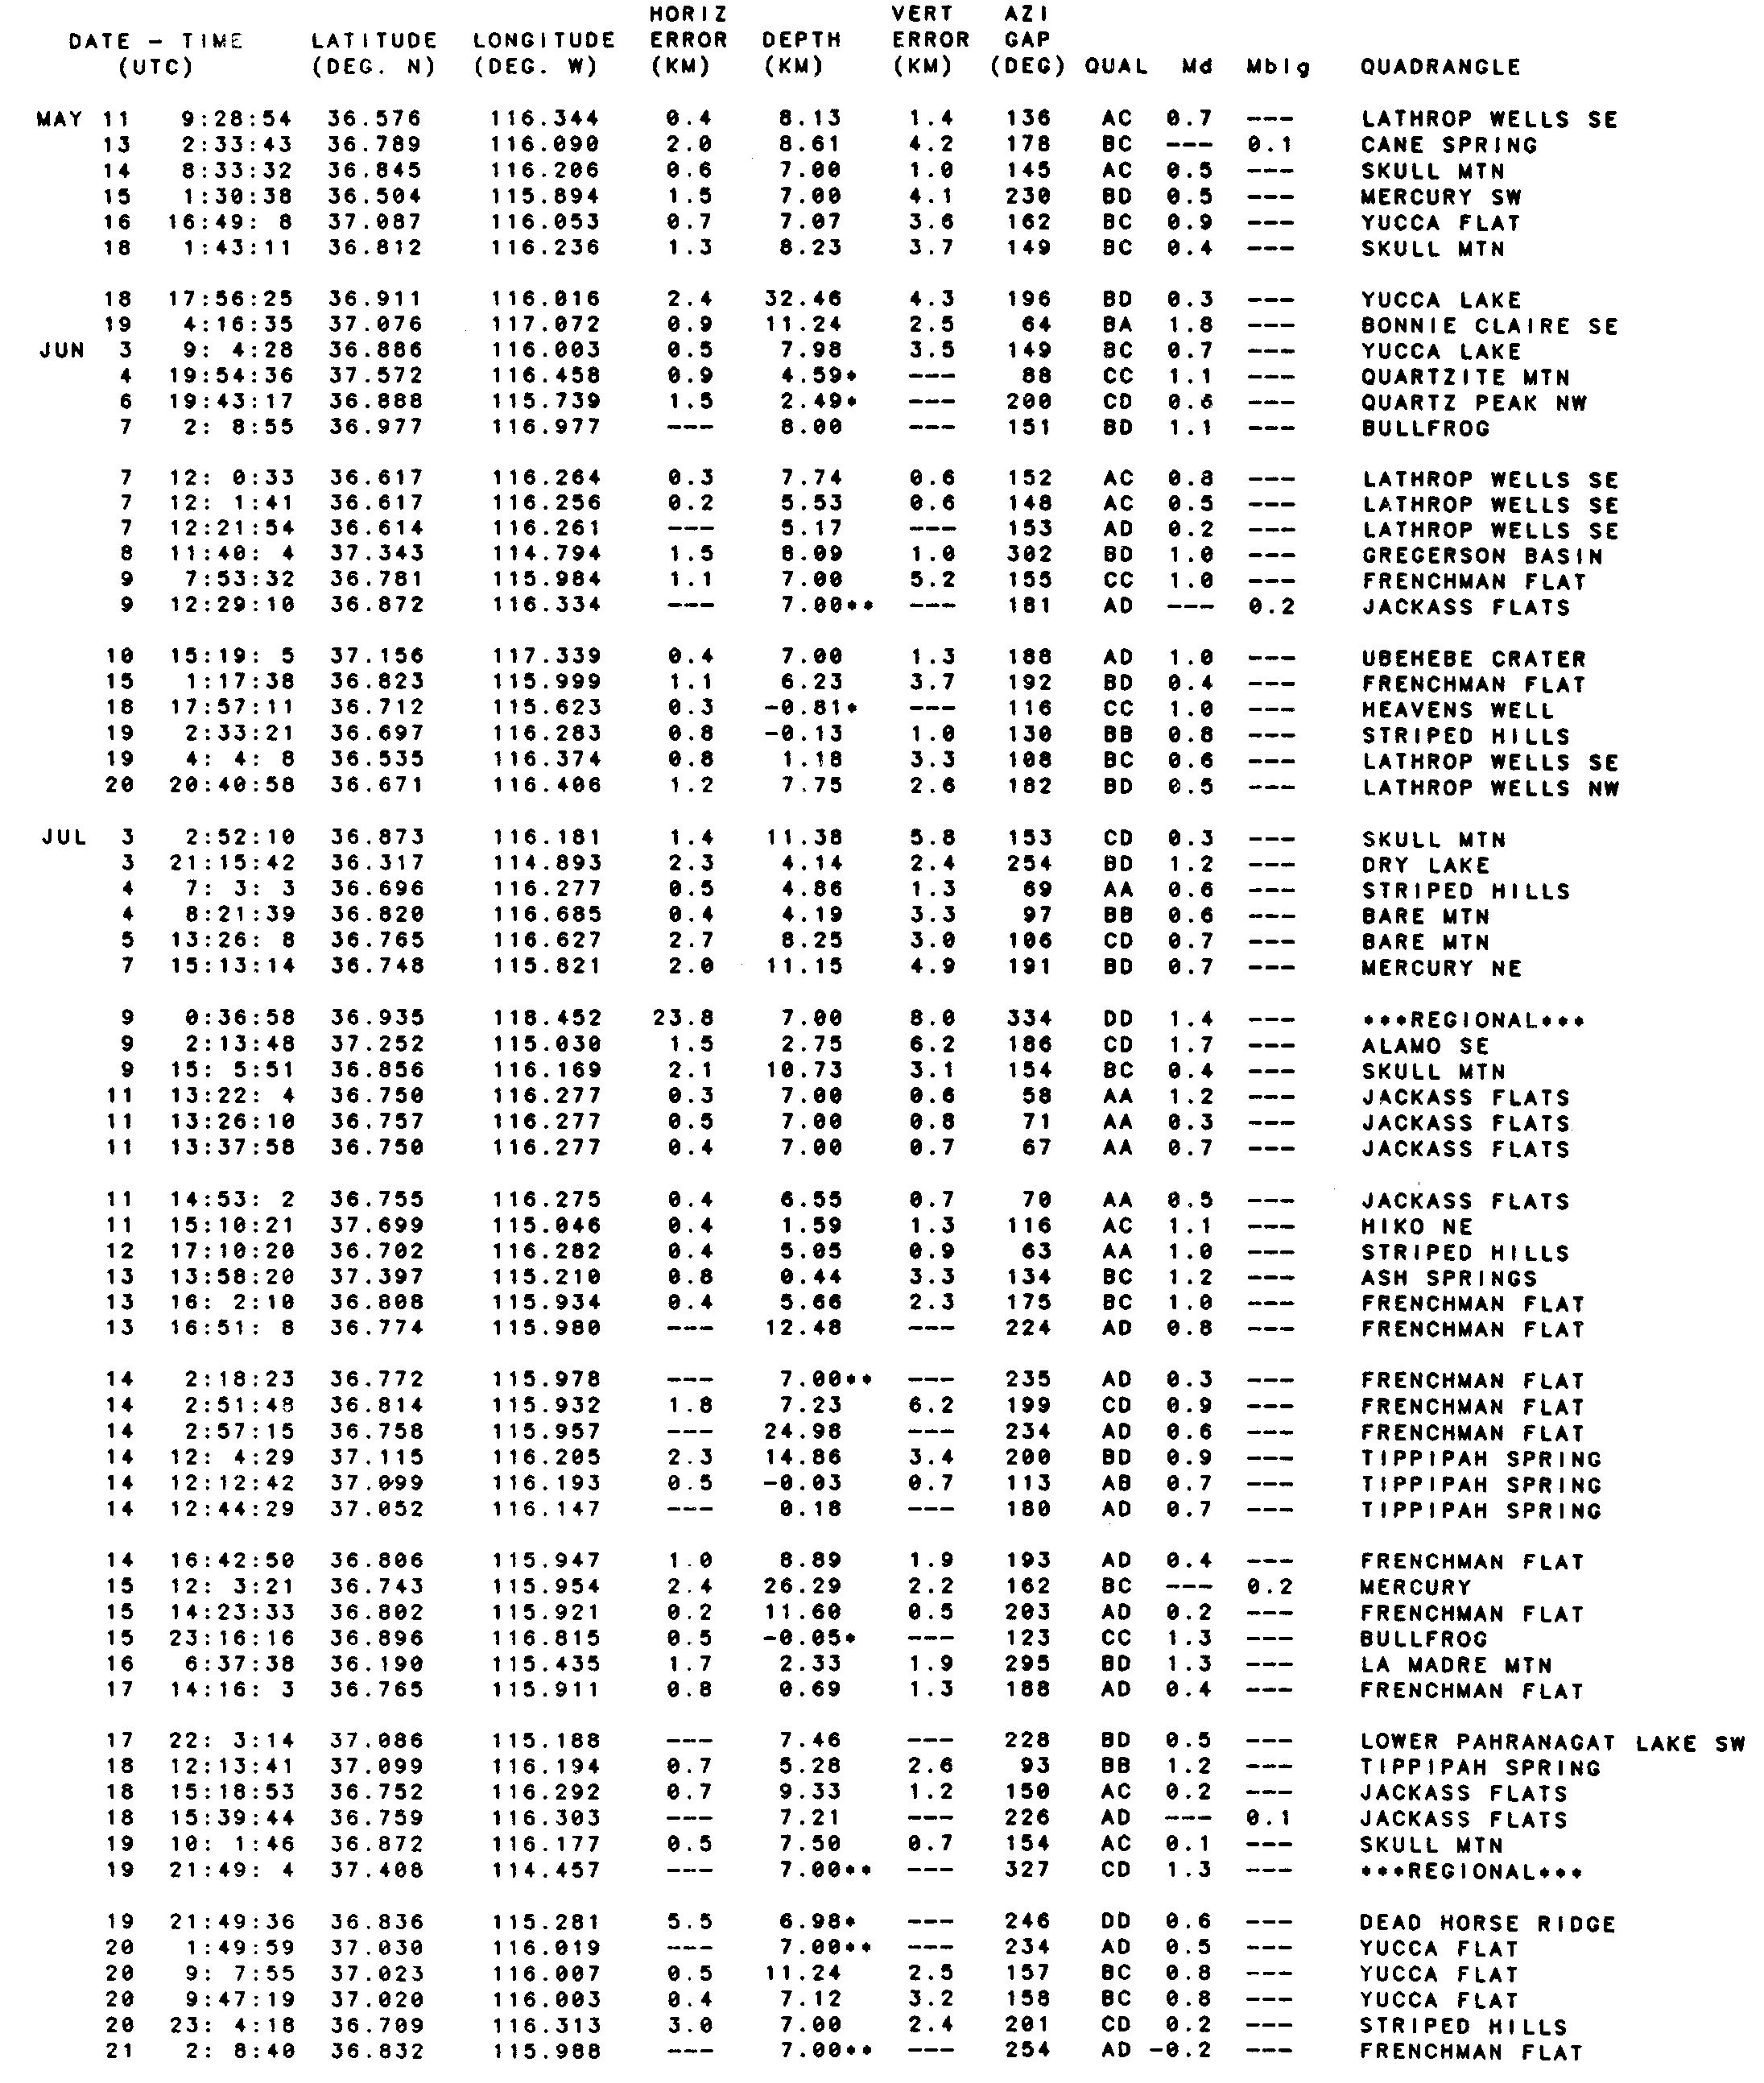 HORIZ VERT AZI
DATE - TIME LATITUDE LONGITUDE ERROR DEPTH ERROR GAP
(UTC) (DEG. N) (DEG. W) (KM) (KM) (KM) (DEG) QUAL Md Mblg QUADRANGLE
MAY 11 9:28:54 36.576 116.344 0.4 8.13 1.4 136 AC 0.7 --- LATHROP WELLS SE
13 2:33:43 36.789 116.090 2.0 8.61 4.2 178 BC --- 0.1 CANE SPRING
14 8:33:32 36.845 116.206 0.6 7.00 1.0 145 AC 0.5 --- SKULL MTN
15 1:30:38 36.504 115.894 1.5 7.00 4.1 230 BD 0.5 --- MERCURY SW
16 16:49: 8 37.087 116.053 0.7 7.07 3.6 162 BC 0.9 --- YUCCA FLAT
18 1:43:11 36.812 116.236 1.3 8.23 3.7 149 BC 0.4 --- SKULL MTN
18 17:56:25 36.911 116.016 2.4 32.46 4.3 196 BD 0.3 --- YUCCA LAKE
19 4:16:35 37.076 117.072 0.9 11.24 2.5 64 BA 1.8 --- BONNIE CLAIRE SE
JUN 3 9: 4:28 36.886 116.003 0.5 7.98 3.5 149 BC 0.7 --- YUCCA LAKE
4 19:54:36 37.572 116.458 0.9 4.59* --- 88 CC 1.1 --- QUARTZITE MTN
6 19:43:17 36.888 115.739 1.5 2.49* --- 200 CD 0.6 --- QUARTZ PEAK NW
7 2: 8:55 36.977 116.977 --- 8.00 --- 151 BD 1.1 --- BULLFROG
7 12: 0:33 36.617 116.264 0.3 7.74 0.6 152 AC 0.8 --- LATHROP WELLS SE
7 12: 1:41 36.617 116.256 0.2 5.53 0.6 148 AC 0.5 --- LATHROP WELLS SE
7 12:21:54 36.614 116.261 --- 5.17 --- 153 AD 0.2 --- LATHROP WELLS SE
8 11:40: 4 37.343 114.794 1.5 8.09 1.0 302 BD 1.0 --- GREGERSON BASIN
9 7:53:32 36.781 115.984 1.1 7.00 5.2 155 CC 1.0 --- FRENCHMAN FLAT
9 12:29:10 36.872 116.334 --- 7.00** --- 181 AD --- 0.2 JACKASS FLATS
10 15:19: 5 37.156 117.339 0.4 7.00 1.3 188 AD 1.0 --- UBEHEBE CRATER
15 1:17:38 36.823 115.999 1.1 6.23 3.7 192 BD 0.4 --- FRENCHMAN FLAT
18 17:57:11 36.712 115.623 0.3 -0.81* --- 116 CC 1.0 --- HEAVENS WELL
19 2:33:21 36.697 116.283 0.8 -0.13 1.0 130 BB 0.8 --- STRIPED HILLS
19 4: 4: 8 36.535 116.374 0.8 1.18 3.3 108 BC 0.6 --- LATHROP WELLS SE
20 20:40:58 36.671 116.406 1.2 7.75 2.6 182 BD 0.5 --- LATHROP WELLS NW
JUL 3 2:52:10 36.873 116.181 1.4 11.38 5.8 153 CD 0.3 --- SKULL MTN
3 21:15:42 36.317 114.893 2.3 4.14 2.4 254 BD 1.2 --- DRY LAKE
4 7: 3: 3 36.696 116.277 0.5 4.86 1.3 69 AA 0.6 --- STRIPED HILLS
4 8:21:39 36.820 116.685 0.4 4.19 3.3 97 BB 0.6 --- BARE MTN
5 13:26: 8 36.765 116.627 2.7 8.25 3.0 106 CD 0.7 --- BARE MTN
7 15:13:14 36.748 115.821 2.0 11.15 4.9 191 BD 0.7 --- MERCURY NE
9 0:36:58 36.935 118.452 23.8 7.00 8.0 334 DD 1.4 --- ***REGIONAL***
9 2:13:48 37.252 115.030 1.5 2.75 6.2 186 CD 1.7 --- ALAMO SE
9 15: 5:51 36.856 116.169 2.1 10.73 3.1 154 BC 0.4 --- SKULL MTN
11 13:22: 4 36.750 116.277 0.3 7.00 0.6 58 AA 1.2 --- JACKASS FLATS
11 13:26:10 36.757 116.277 0.5 7.00 0.8 71 AA 0.3 --- JACKASS FLATS
11 13:37:58 36.750 116.277 0.4 7.00 0.7 67 AA 0.7 --- JACKASS FLATS
11 14:53: 2 36.755 116.275 0.4 6.55 0.7 70 AA 0.5 --- JACKASS FLATS
11 15:10:21 37.699 115.046 0.4 1.59 1.3 116 AC 1.1 --- HIKO NE
12 17:10:20 36.702 116.282 0.4 5.05 0.9 63 AA 1.0 --- STRIPED HILLS
13 13:58:20 37.397 115.210 0.8 0.44 3.3 134 BC 1.2 --- ASH SPRINGS
13 16: 2:10 36.808 115.934 0.4 5.66 2.3 175 BC 1.0 --- FRENCHMAN FLAT
13 16:51: 8 36.774 115.980 --- 12.48 --- 224 AD 0.8 --- FRENCHMAN FLAT
14 2:18:23 36.772 115.978 --- 7.00** --- 235 AD 0.3 --- FRENCHMAN FLAT
14 2:51:48 36.814 115.932 1.8 7.23 6.2 199 CD 0.9 --- FRENCHMAN FLAT
14 2:57:15 36.758 115.957 --- 24.98 --- 234 AD 0.6 --- FRENCHMAN FLAT
14 12: 4:29 37.115 116.205 2.3 14.86 3.4 200 BD 0.9 --- TIPPIPAH SPRING
14 12:12:42 37.099 116.193 0.5 -0.03 0.7 113 AB 0.7 --- TIPPIPAH SPRING
14 12:44:29 37.052 116.147 --- 0.18 --- 180 AD 0.7 --- TIPPIPAH SPRING
14 16:42:50 36.806 115.947 1.0 8.89 1.9 193 AD 0.4 --- FRENCHMAN FLAT
15 12: 3:21 36.743 115.954 2.4 26.29 2.2 162 BC --- 0.2 MERCURY
15 14:23:33 36.802 115.921 0.2 11.60 0.5 203 AD 0.2 --- FRENCHMAN FLAT
15 23:16:16 36.896 116.815 0.5 -0.05* --- 123 CC 1.3 --- BULLFROG
16 6:37:38 36.190 115.435 1.7 2.33 1.9 295 BD 1.3 --- LA MADRE MTN
17 14:16: 3 36.765 115.911 0.8 0.69 1.3 188 AD 0.4 --- FRENCHMAN FLAT
17 22: 3:14 37.086 115.188 --- 7.46 --- 228 BD 0.5 --- LOWER PAHRANAGAT LAKE SW
18 12:13:41 37.099 116.194 0.7 5.28 2.6 93 BB 1.2 --- TIPPIPAH SPRING
18 15:18:53 36.752 116.292 0.7 9.33 1.2 150 AC 0.2 --- JACKASS FLATS
18 15:39:44 36.759 116.303 --- 7.21 --- 226 AD --- 0.1 JACKASS FLATS
19 10: 1:46 36.872 116.177 0.5 7.50 0.7 154 AC 0.1 --- SKULL MTN
19 21:49: 4 37.408 114.457 --- 7.00** --- 327 CD 1.3 --- ***REGIONAL***
19 21:49:36 36.836 115.281 5.5 6.98* --- 246 DD 0.6 --- DEAD HORSE RIDGE
20 1:49:59 37.030 116.019 --- 7.00** --- 234 AD 0.5 --- YUCCA FLAT
20 9: 7:55 37.023 116.007 0.5 11.24 2.5 157 BC 0.8 --- YUCCA FLAT
20 9:47:19 37.020 116.003 0.4 7.12 3.2 158 BC 0.8 --- YUCCA FLAT
20 23: 4:18 36.709 116.313 3.0 7.00 2.4 201 CD 0.2 --- STRIPED HILLS
21 2: 8:40 36.832 115.988 --- 7.00** --- 254 AD -0.2 --- FRENCHMAN FLAT